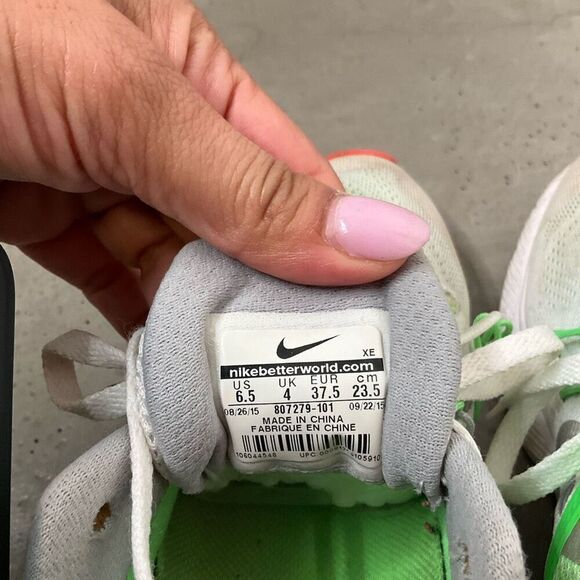 XE
nikebetterworld.com
US UK EUR cm
6.5 4 37.5 23.5
08/26/15 807279-101 09/22/15
MADE IN CHINA
FABRIQUE EN CHINE
UPC